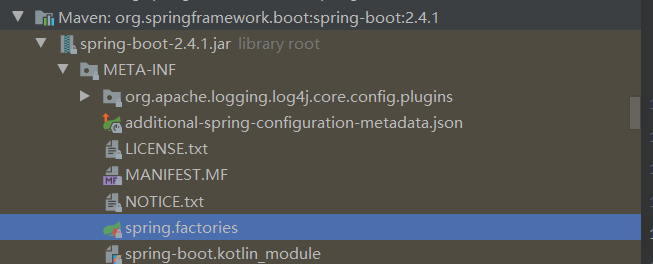 Maven: org.springframework.boot:spring-boot:2.4.1
spring-boot-2.4.1.jar library root
META-INF
org.apache.logging.log4j.core.config.plugins
additional-spring-configuration-metadata.json
LICENSE.txt
MANIFEST.MF
NOTICE.txt
spring.factories
spring-boot.kotlin_module